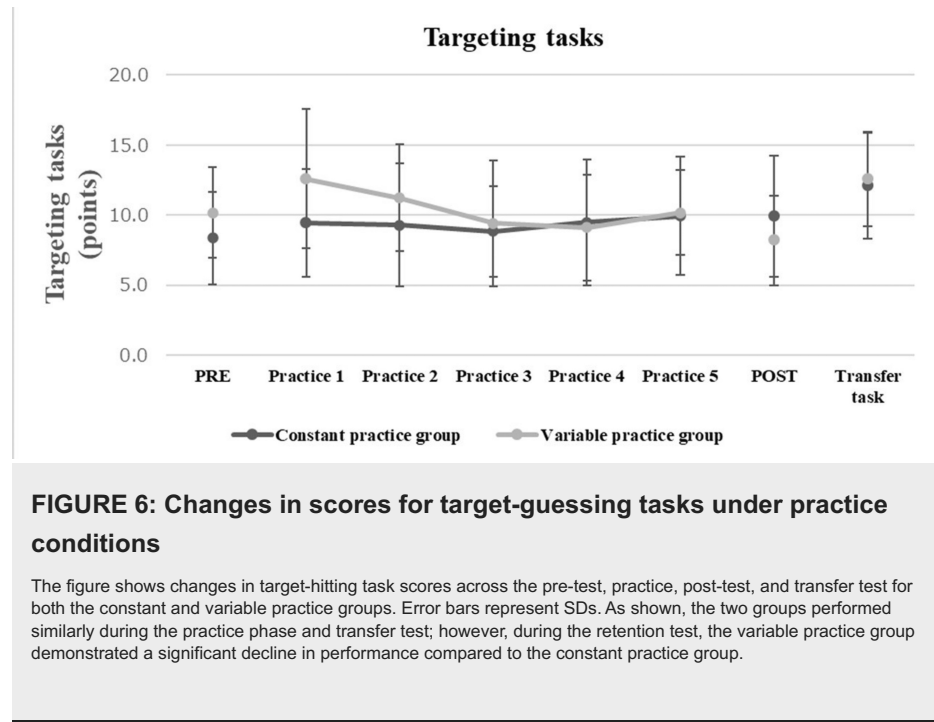 Targeting tasks
Targeting tasks
(points)
20.0
15.0
10.0
5.0
0.0
PRE
Practice 1
Practice 2
Practice 3
Practice 4
Practice 5
POST
Transfer
task
Constant practice group
Variable practice group
FIGURE 6: Changes in scores for target-guessing tasks under practice
conditions
The figure shows changes in target-hitting task scores across the pre-test, practice, post-test, and transfer test for
both the constant and variable practice groups. Error bars represent SDs. As shown, the two groups performed
similarly during the practice phase and transfer test; however, during the retention test, the variable practice group
demonstrated a significant decline in performance compared to the constant practice group.